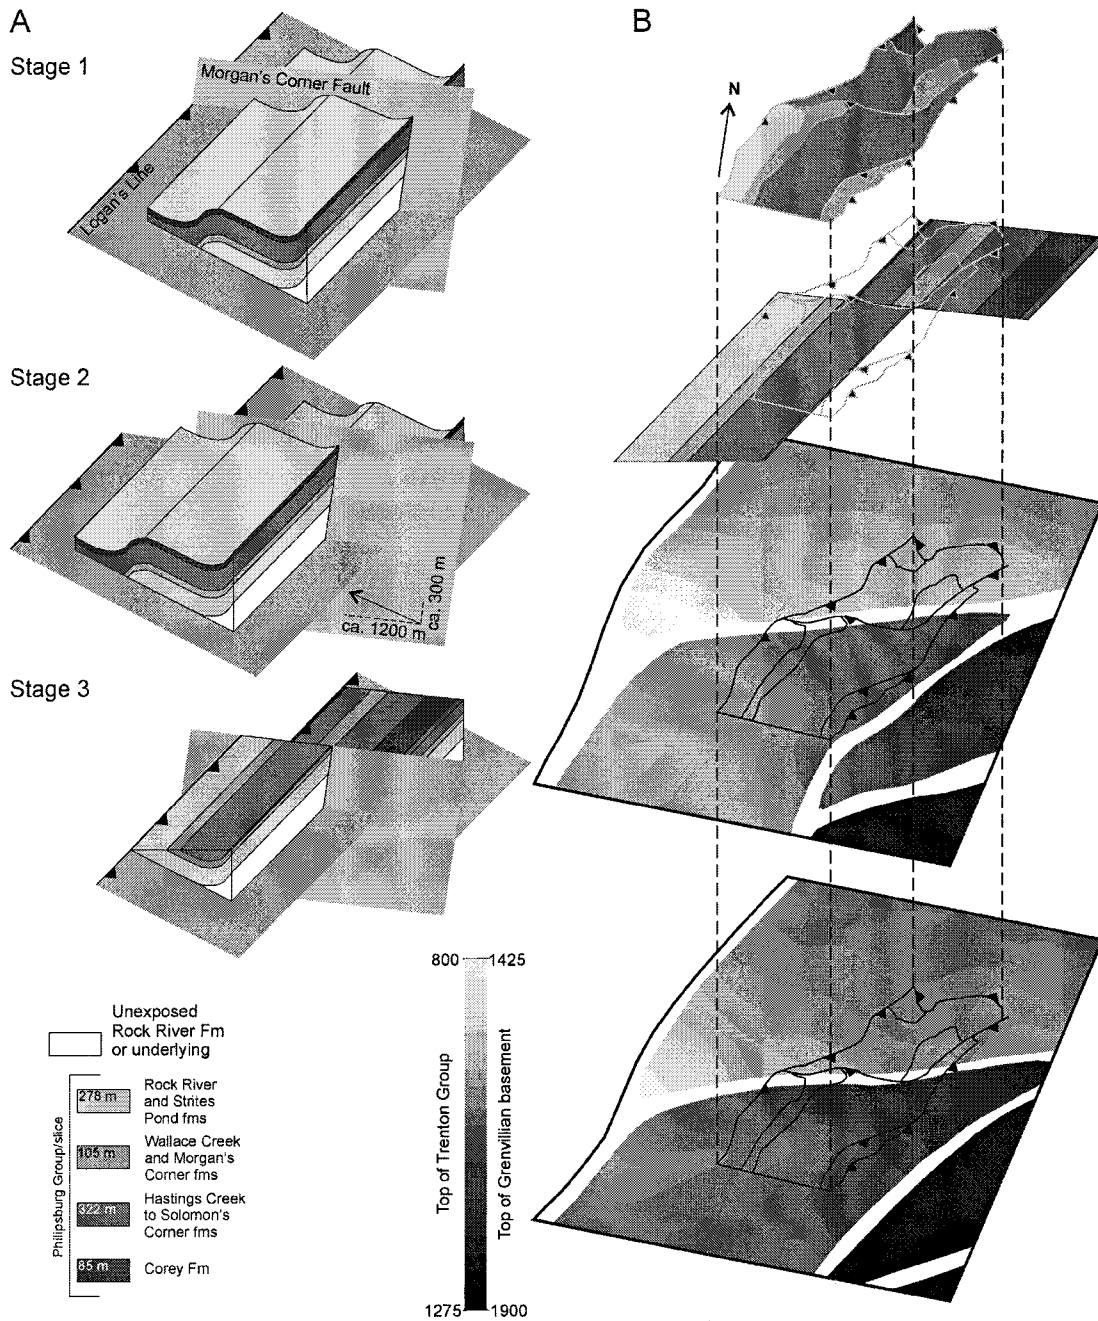 A
Stage 1
Morgan's Corner Fault
Logan's Line
Stage 2
ca. 1200 m
ca. 300 m
Stage 3
Unexposed
Rock River Fm
or underlying
Philipsburg Group/slice
278 m
Rock River
and Strites
Pond fms
105 m
Wallace Creek
and Morgan's
Corner fms
322 m
Hastings Creek
to Solomon's
Corner fms
85 m
Corey Fm
B
N
800
1425
Top of Trenton Group
Top of Grenvillian basement
1275
1900